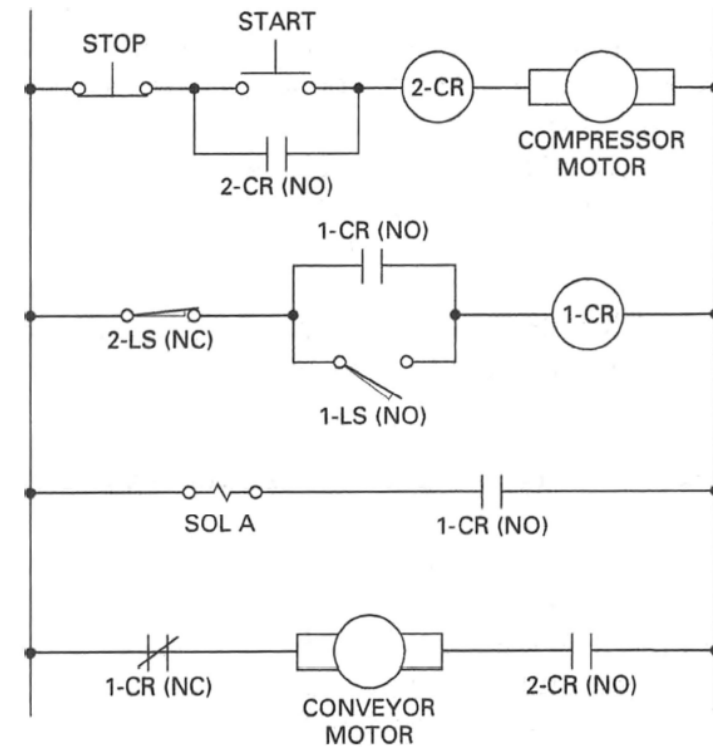 START
STOP
2-CR
COMPRESSOR
MOTOR
2-CR (NO)
1-CR (NO)
1-CR
2-LS (NC)
1-LS (NO)
SOL A
1-CR (NO)
1-CR (NC)
2-CR (NO)
CONVEYOR
MOTOR